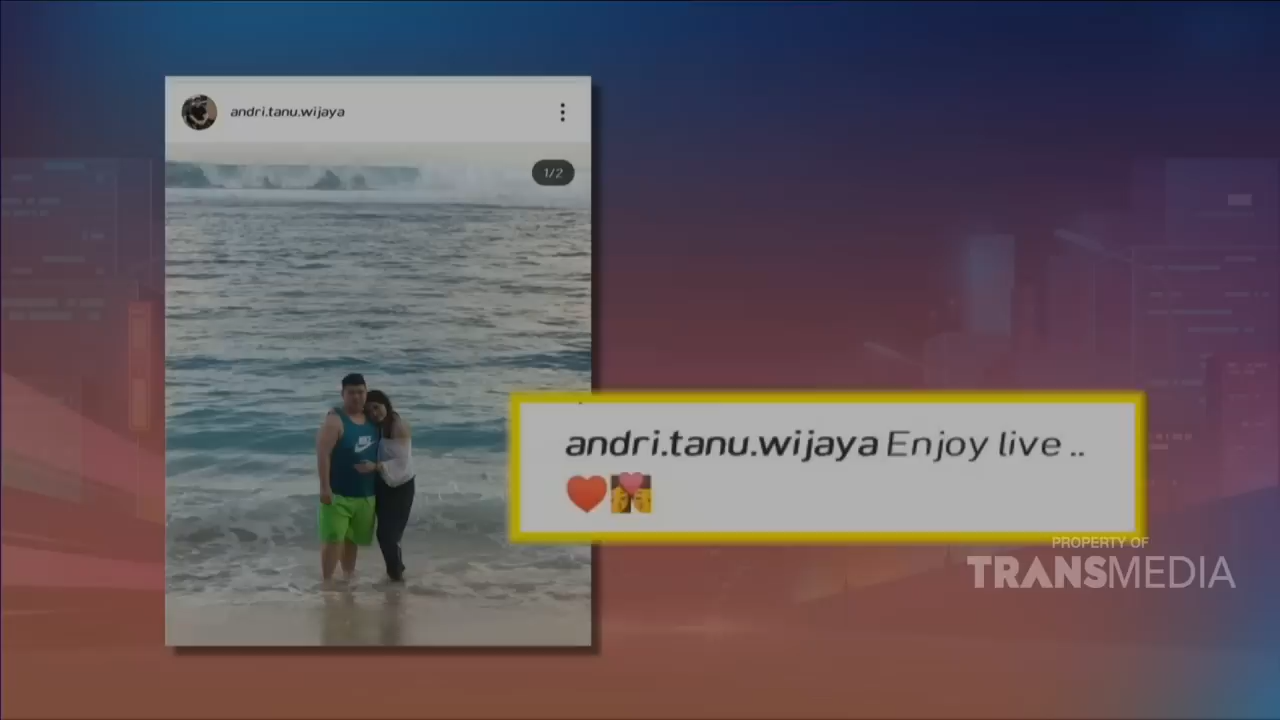 andri.tanu.wijaya
1/2
andri.tanu.wijaya Enjoy live ..
PROPERTY OF
TRANSMEDIA